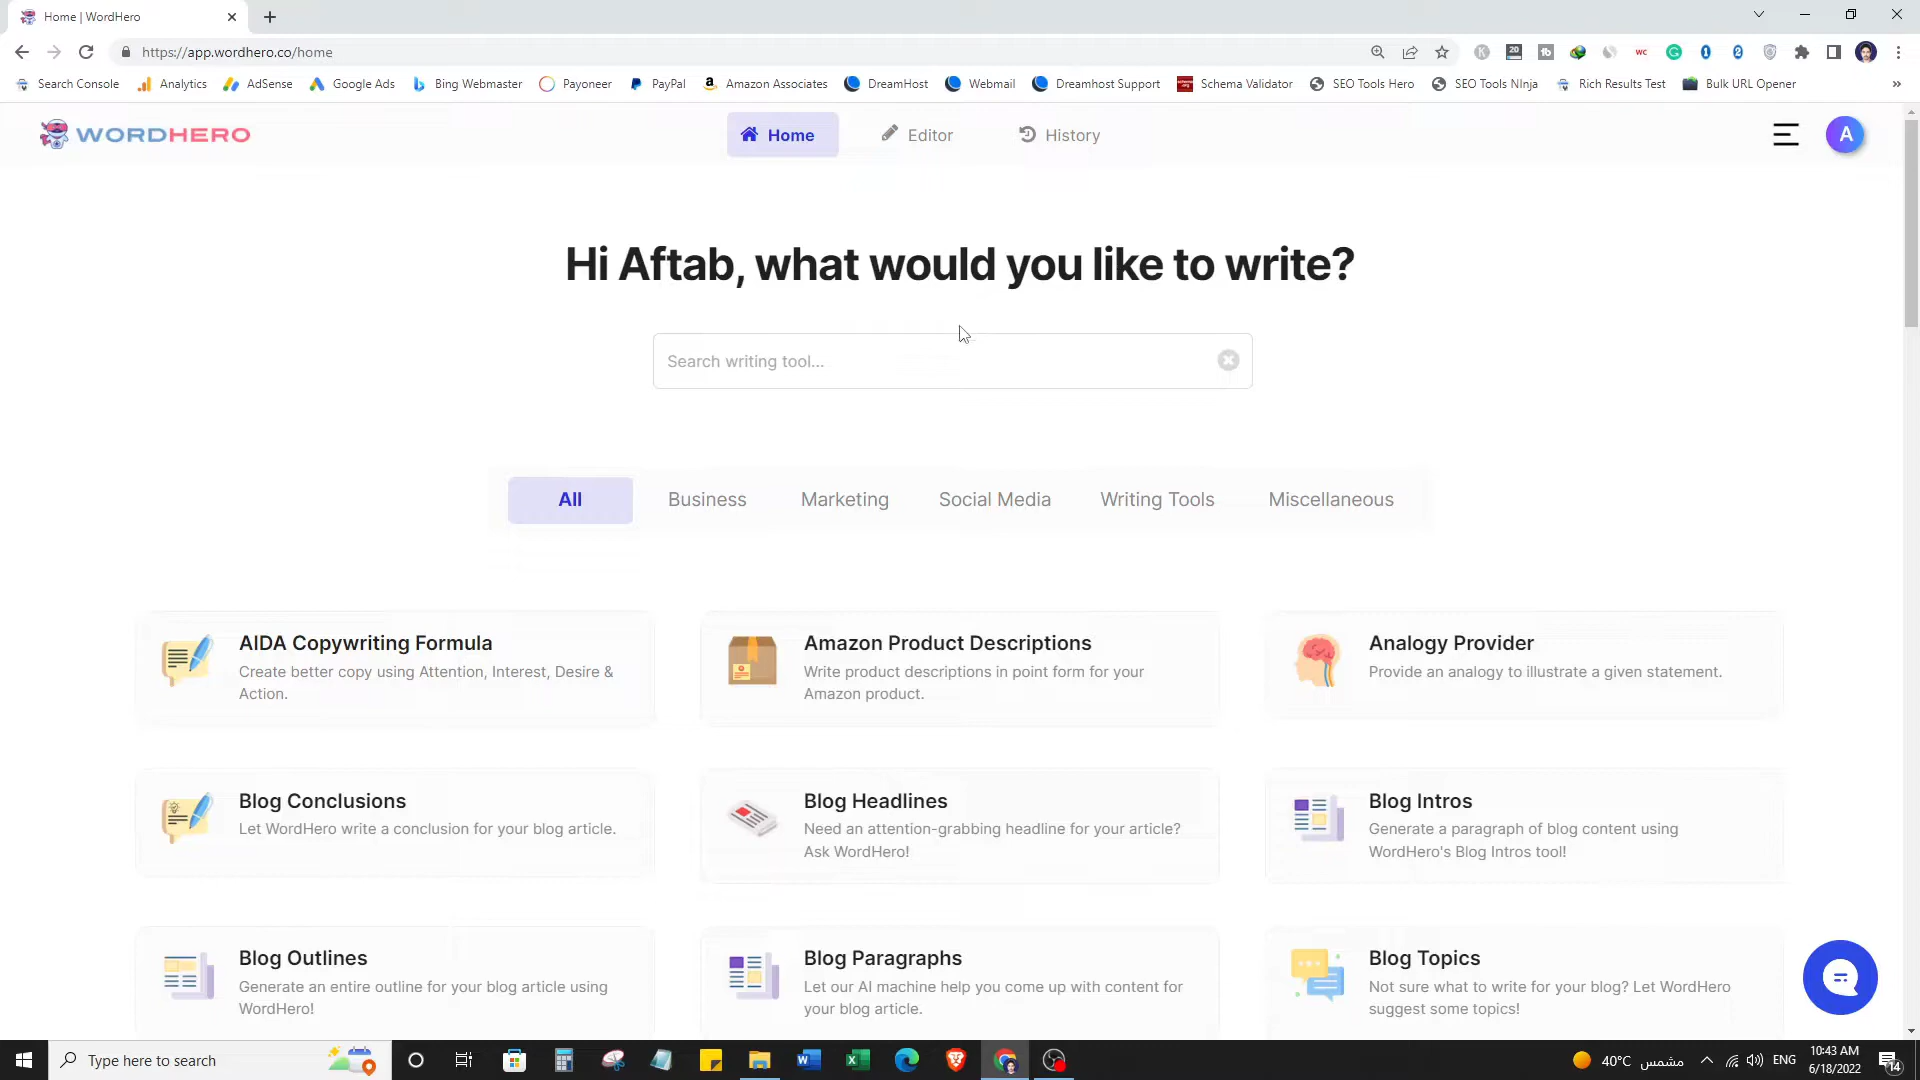 Home | WordHero
https://app.wordhero.co/home
20
Search Console
Analytics
AdSense
Google Ads
Bing Webmaster
Payoneer
PayPal
Amazon Associates
DreamHost
Webmail
Dreamhost Support
Schema Validator
SEO Tools Hero
SEO Tools NInja
Rich Results Test
Bulk URL Opener
WORDHERO
Home
Editor
History
A
Hi Aftab, what would you like to write?
Search writing tool...
All
Business
Marketing
Social Media
Writing Tools
Miscellaneous
AIDA Copywriting Formula
Create better copy using Attention, Interest, Desire &
Action.
Amazon Product Descriptions
Write product descriptions in point form for your
Amazon product.
Analogy Provider
Provide an analogy to illustrate a given statement.
Blog Conclusions
Let WordHero write a conclusion for your blog article.
Blog Headlines
Need an attention-grabbing headline for your article?
Ask WordHero!
Blog Intros
Generate a paragraph of blog content using
WordHero's Blog Intros tool!
Blog Outlines
Generate an entire outline for your blog article using
WordHero!
Blog Paragraphs
Let our AI machine help you come up with content for
your blog article.
Blog Topics
Not sure what to write for your blog? Let WordHero
suggest some topics!
Type here to search
40°C مشمس
ENG
10:43 AM
6/18/2022
14